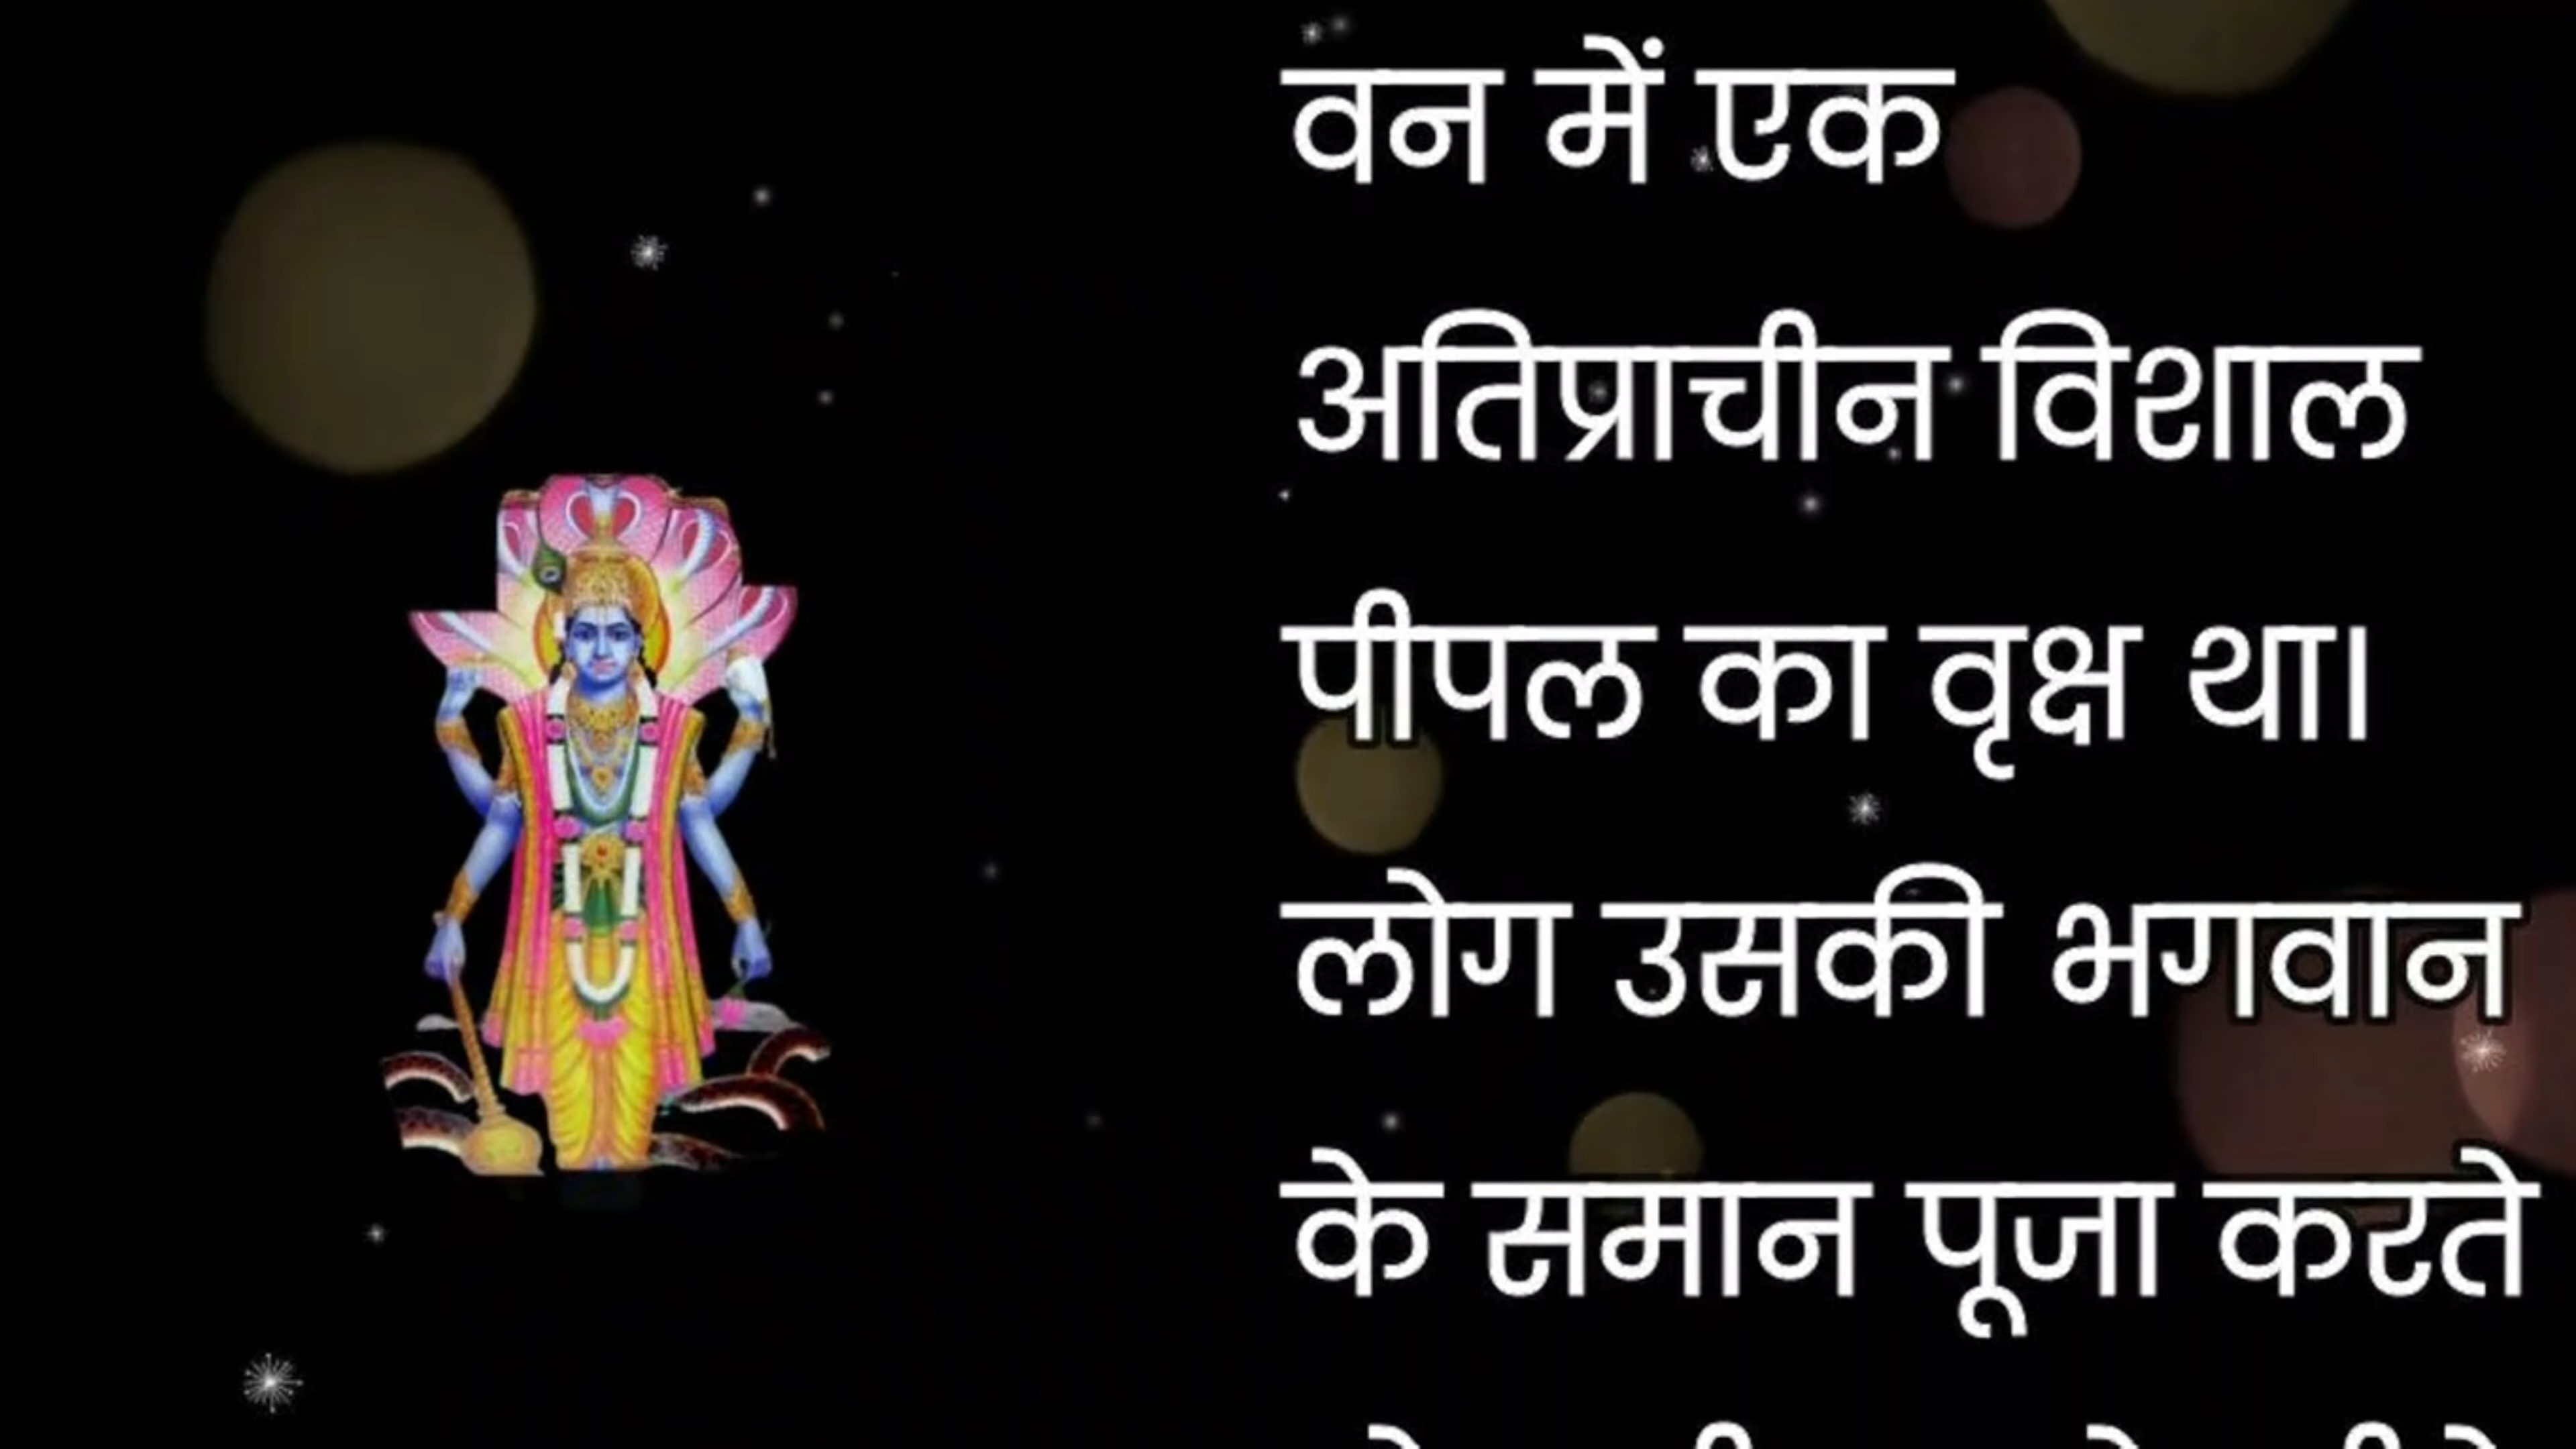 वन में एक
अतिप्राचीन विशाल
पीपल का वृक्ष था।
लोग उसकी भगवान
के समान पूजा करते